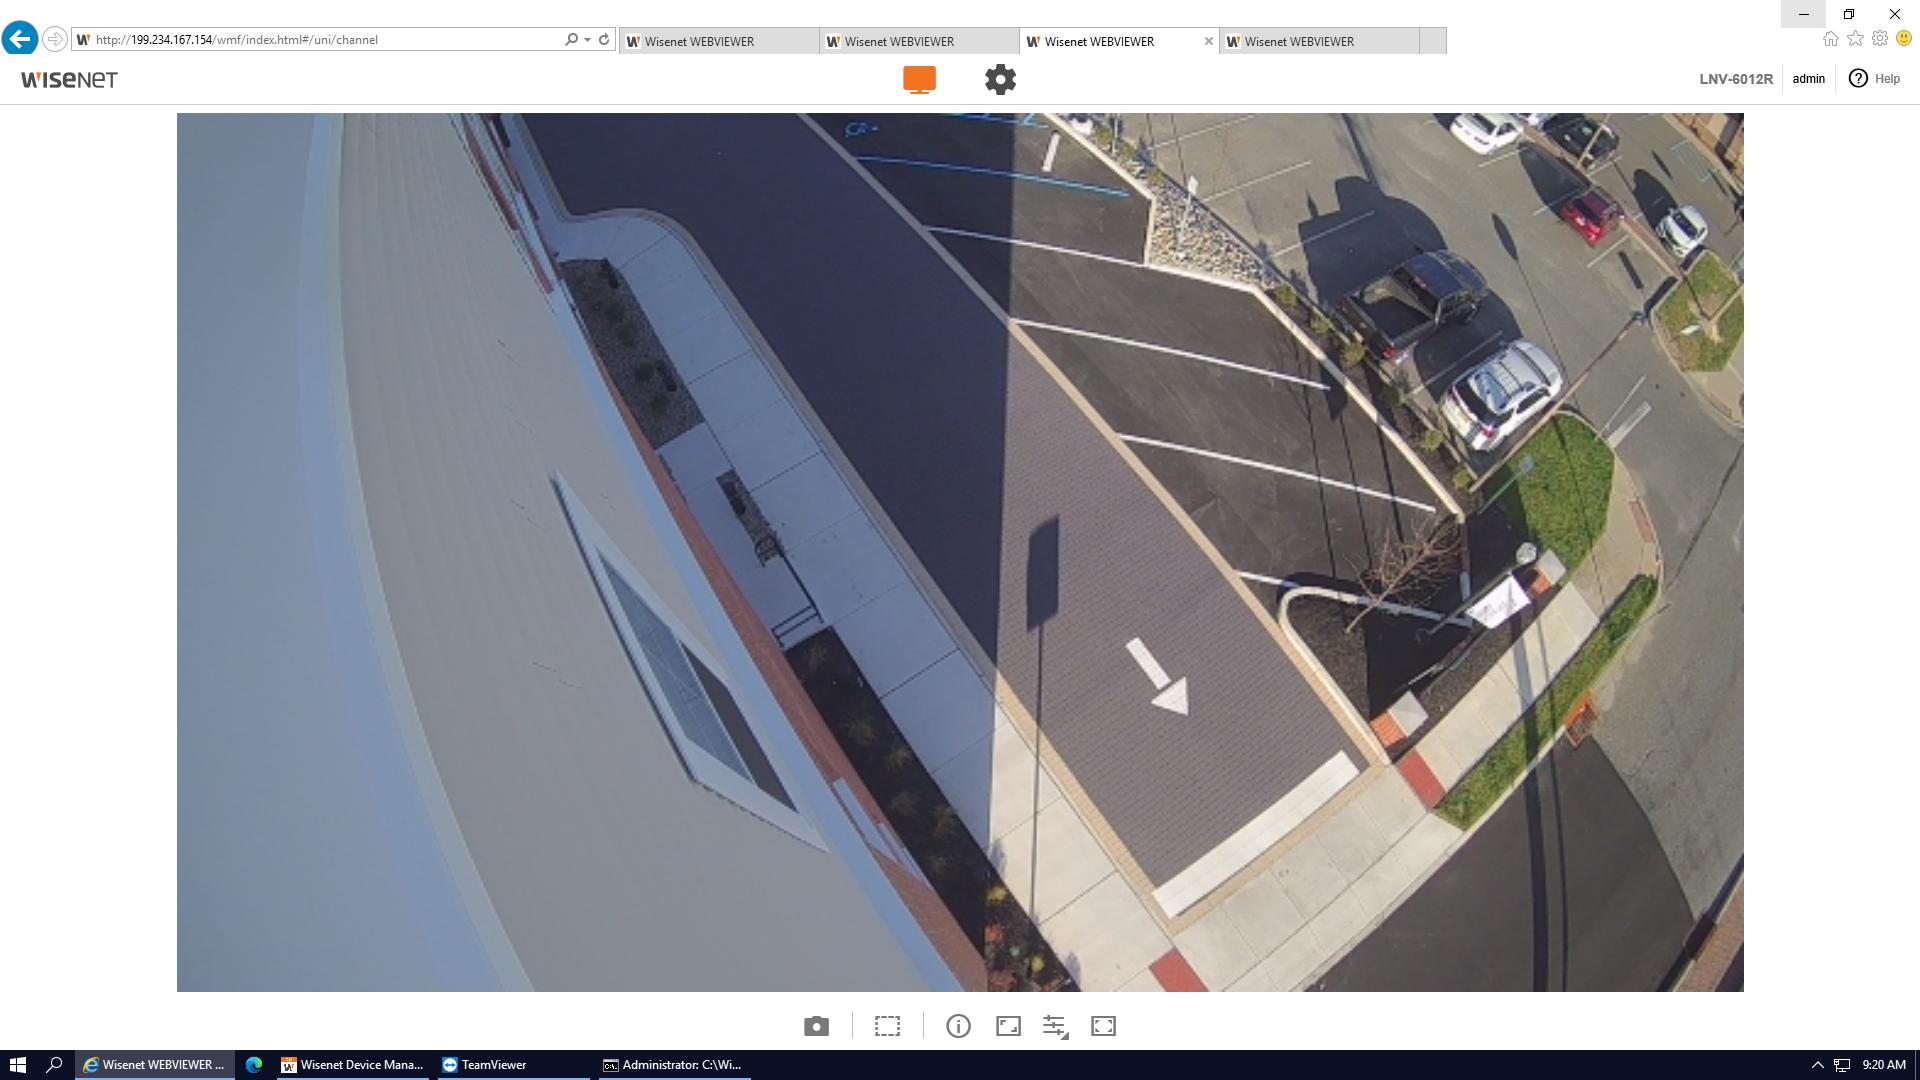 http://199.234.167.154/wmf/index.html#/uni/channel
Wisenet WEBVIEWER
Wisenet WEBVIEWER
Wisenet WEBVIEWER
Wisenet WEBVIEWER
WISENET
LNV-6012R
admin
Help
Wisenet WEBVIEWER ...
Wisenet Device Mana...
TeamViewer
Administrator: C:\Wi...
9:20 AM